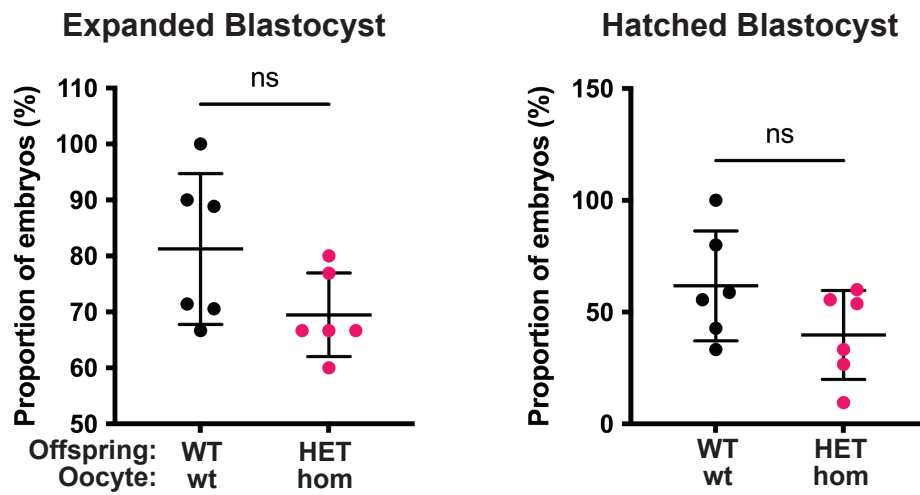 Expanded Blastocyst
Proportion of embryos (%)
110
100
90
80
70
60
50
ns
Offspring: WT HET
Oocyte: wt hom
Hatched Blastocyst
Proportion of embryos (%)
150
100
50
0
ns
WT HET
wt hom